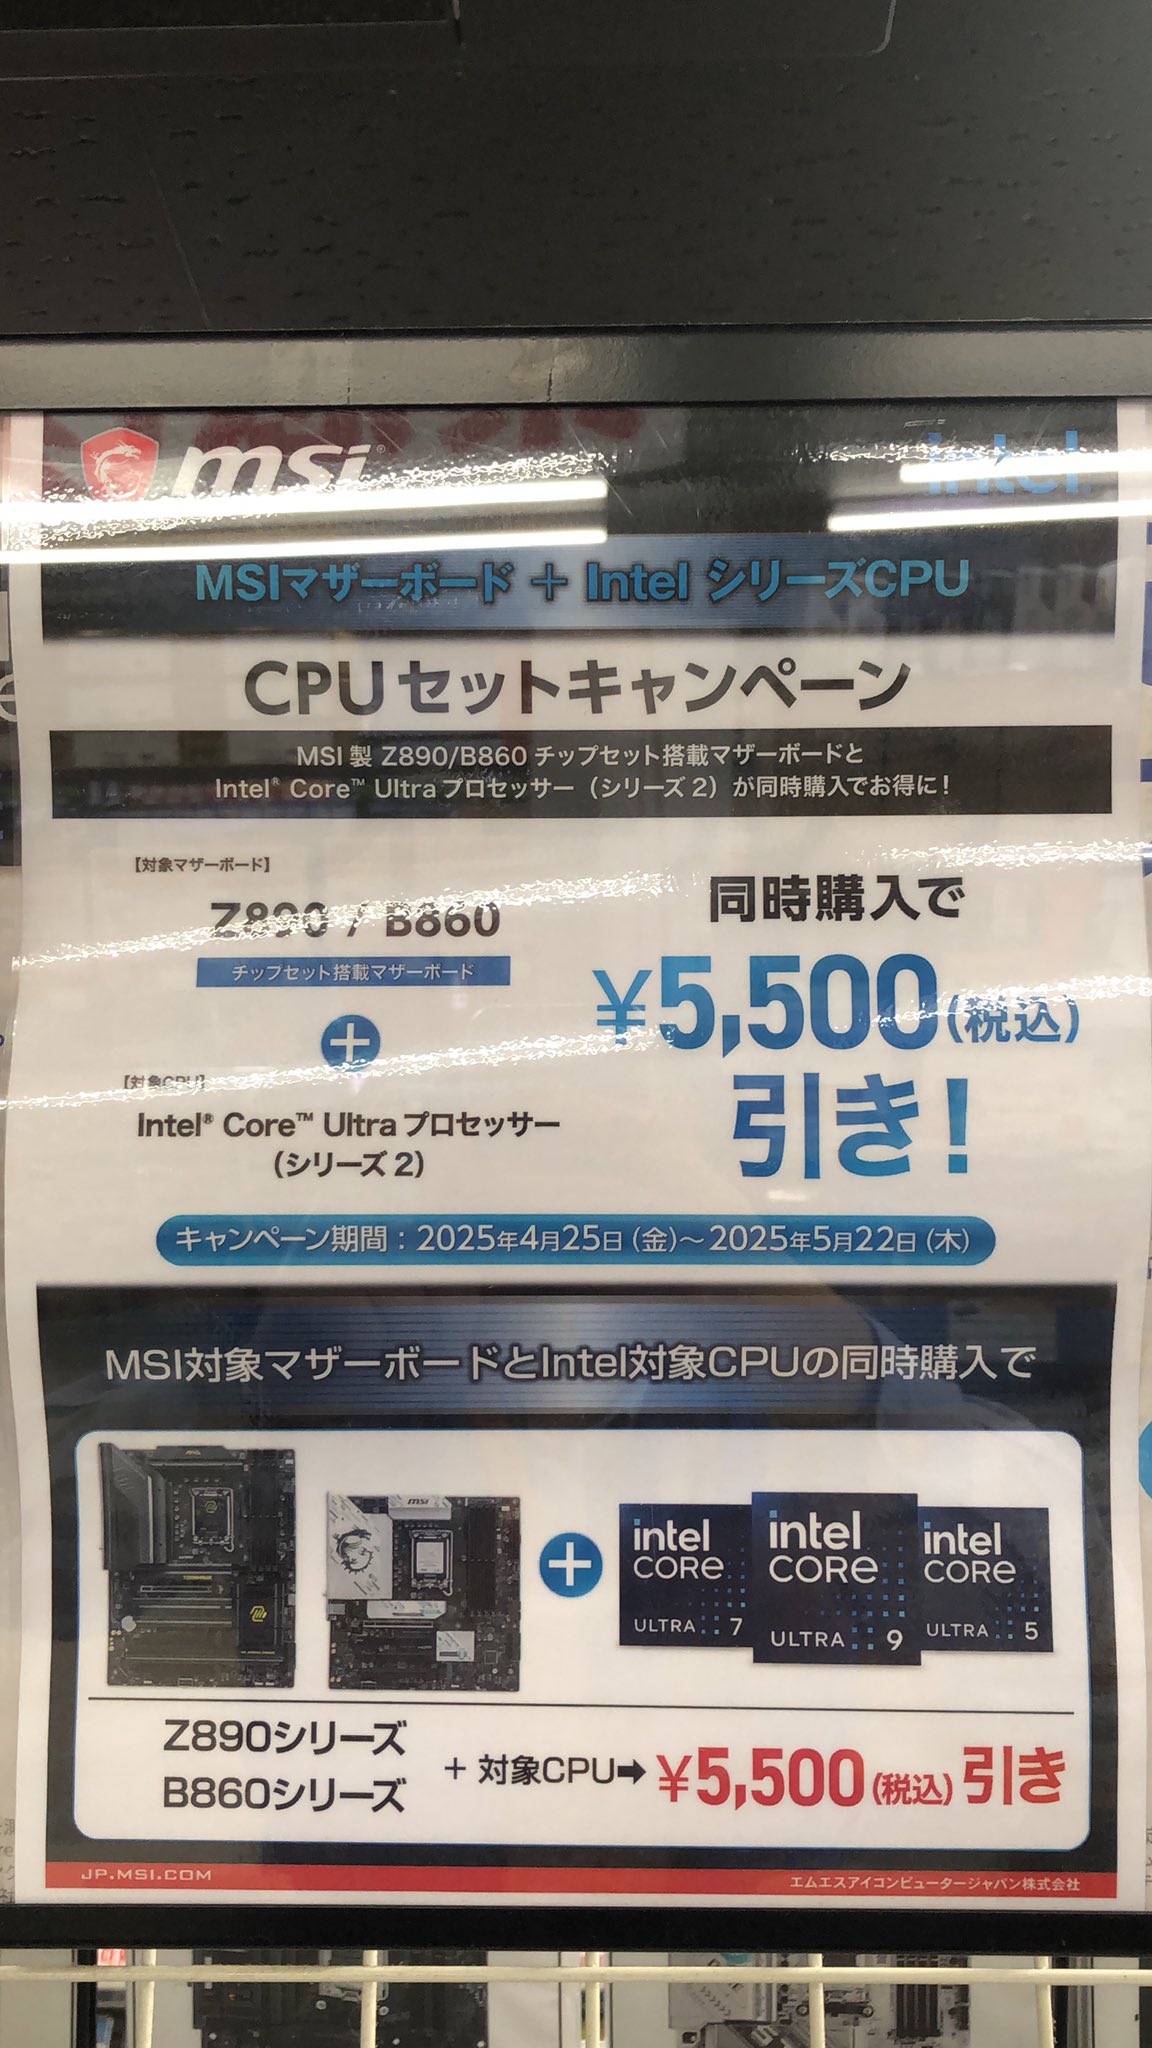 msi
intel
MSIマザーボード + Intel シリーズCPU
CPUセットキャンペーン
MSI 製 Z890/B860 チップセット搭載マザーボードと
Intel® Core™ Ultra プロセッサー（シリーズ 2）が同時購入でお得に！
【対象マザーボード】
Z890 / B860
チップセット搭載マザーボード
+
【対象CPU】
Intel® Core™ Ultra プロセッサー
（シリーズ 2）
同時購入で
¥5,500(税込)
引き！
キャンペーン期間：2025年4月25日（金）～2025年5月22日（木）
MSI対象マザーボードとIntel対象CPUの同時購入で
msi
+
intel CORE ULTRA 7
intel CORE ULTRA 9
intel CORE ULTRA 5
Z890シリーズ
B860シリーズ
+ 対象CPU➡¥5,500(税込)引き
JP.MSI.COM
エムエスアイコンピュータージャパン株式会社